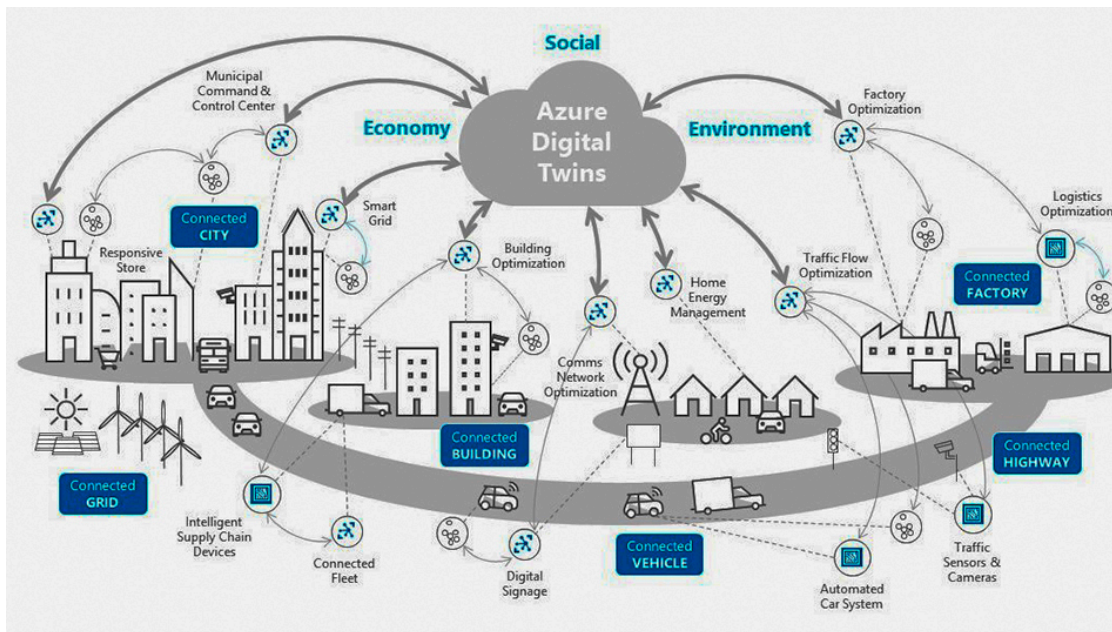 Social
Azure
Digital
Twins
Economy
Environment
Municipal
Command &
Control Center
Factory
Optimization
Connected
CITY
Smart
Grid
Responsive
Store
Building
Optimization
Home
Energy
Management
Traffic Flow
Optimization
Logistics
Optimization
Connected
FACTORY
Comms
Network
Optimization
Connected
BUILDING
Connected
HIGHWAY
Connected
GRID
Intelligent
Supply Chain
Devices
Connected
Fleet
Digital
Signage
Connected
VEHICLE
Automated
Car System
Traffic
Sensors &
Cameras